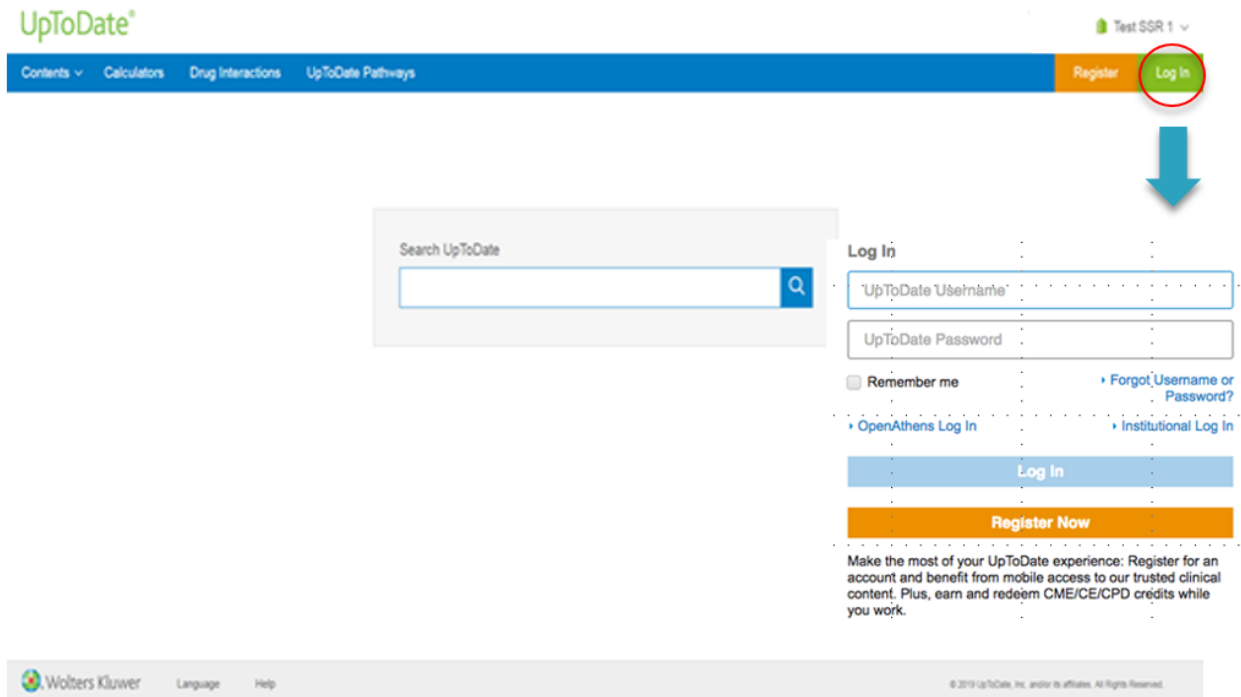 UpToDate®
Test SSR 1
Contents Calculators Drug Interactions UpToDate Pathways Register Log In
Search UpToDate
Log In
UpToDate Username
UpToDate Password
Remember me
Forgot Username or
Password?
OpenAthens Log In
Institutional Log In
Log In
Register Now
Make the most of your UpToDate experience: Register for an
account and benefit from mobile access to our trusted clinical
content. Plus, earn and redeem CME/CE/CPD credits while
you work.
Wolters Kluwer Language Help
© 2019 UpToDate, Inc. and/or its affiliates. All Rights Reserved.